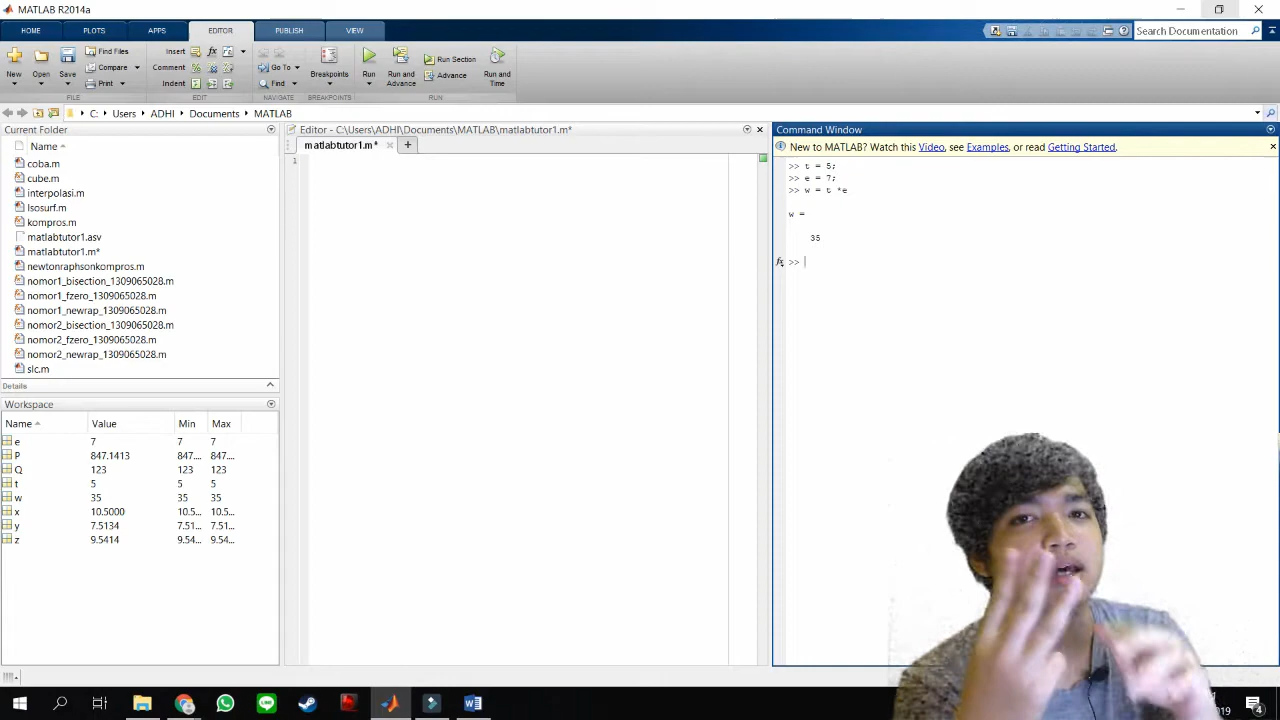 MATLAB R2014a
HOME PLOTS APPS EDITOR PUBLISH VIEW
Search Documentation
New Open Save
Find Files
Compare
Print
Insert
Comment
Indent
Go To
Find
Breakpoints
Run
Run and Advance
Run Section
Advance
Run and Time
FILE EDIT NAVIGATE BREAKPOINTS RUN
C: Users ADHI Documents MATLAB
Current Folder
Name
coba.m
cube.m
interpolasi.m
Isosurf.m
kompros.m
matlabtutor1.asv
matlabtutor1.m*
newtonraphsonkompros.m
nomor1_bisection_1309065028.m
nomor1_fzero_1309065028.m
nomor1_newrap_1309065028.m
nomor2_bisection_1309065028.m
nomor2_fzero_1309065028.m
nomor2_newrap_1309065028.m
slc.m
Details
Workspace
Name Value Min Max
e 7 7 7
P 847.1413 847... 847...
Q 123 123 123
t 5 5 5
w 35 35 35
x 10.5000 10.5... 10.5...
y 7.5134 7.51... 7.51...
z 9.5414 9.54... 9.54...
Editor - C:\Users\ADHI\Documents\MATLAB\matlabtutor1.m*
matlabtutor1.m*
1
Command Window
New to MATLAB? Watch this Video, see Examples, or read Getting Started.
>> t = 5;
>> e = 7;
>> w = t *e
w =
35
fx >>
19
4